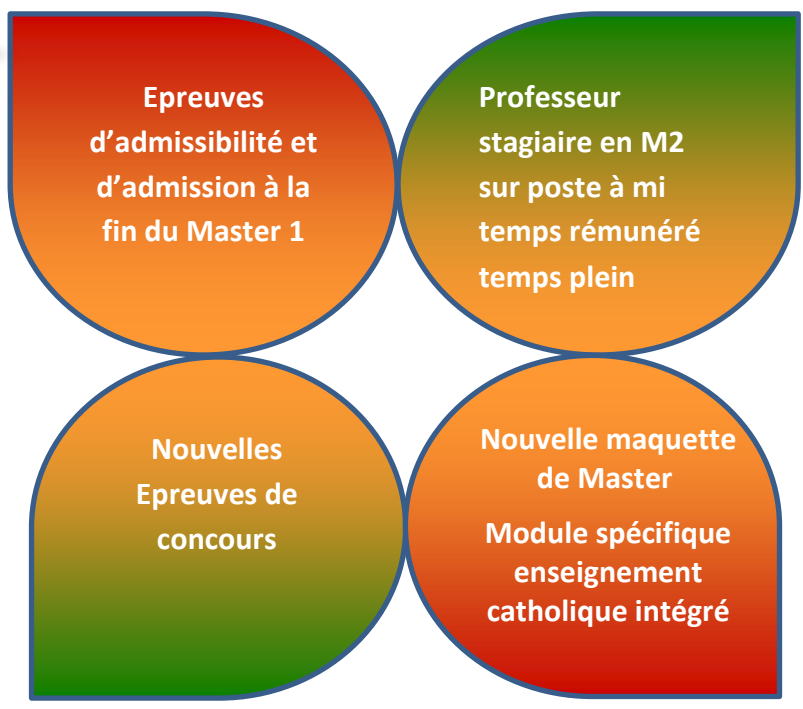 Epreuves
d’admissibilité et
d’admission à la
fin du Master 1
Professeur
stagiaire en M2
sur poste à mi
temps rémunéré
temps plein
Nouvelles
Epreuves de
concours
Nouvelle maquette
de Master
Module spécifique
enseignement
catholique intégré